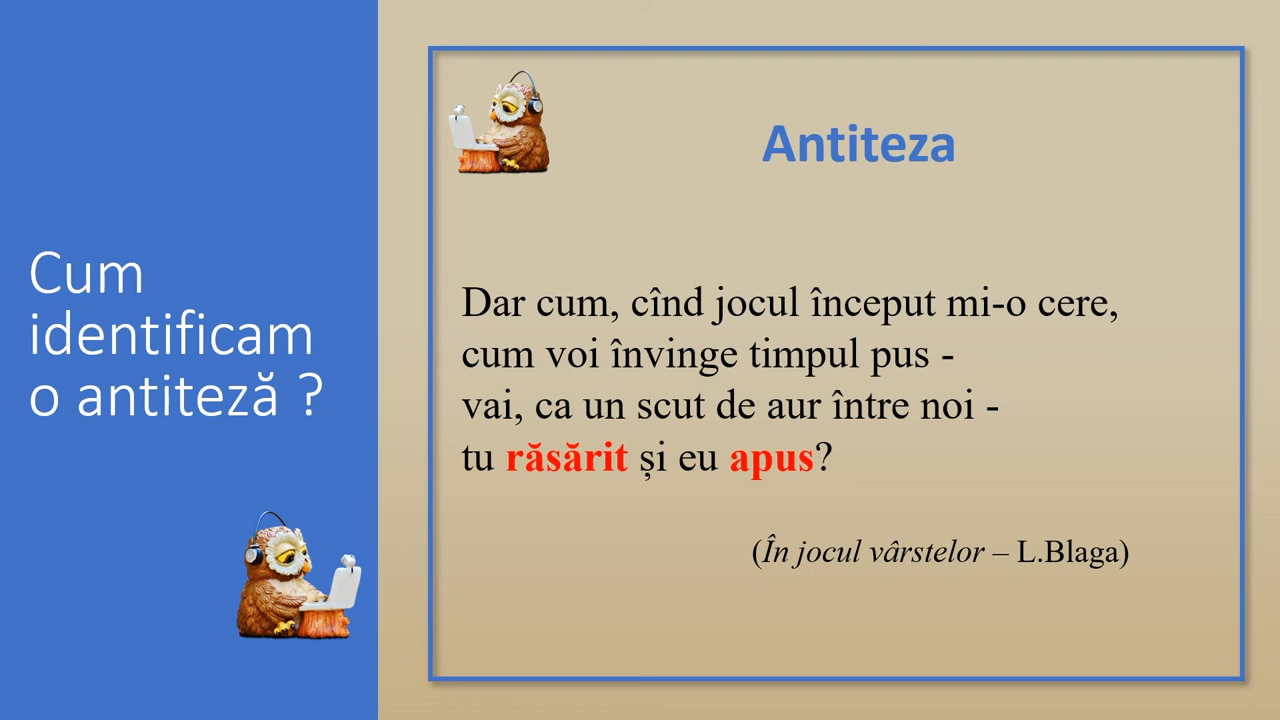 Cum
identificam
o antiteză ?
Antiteza
Dar cum, cînd jocul început mi-o cere,
cum voi învinge timpul pus -
vai, ca un scut de aur între noi -
tu răsărit și eu apus?
(În jocul vârstelor – L.Blaga)